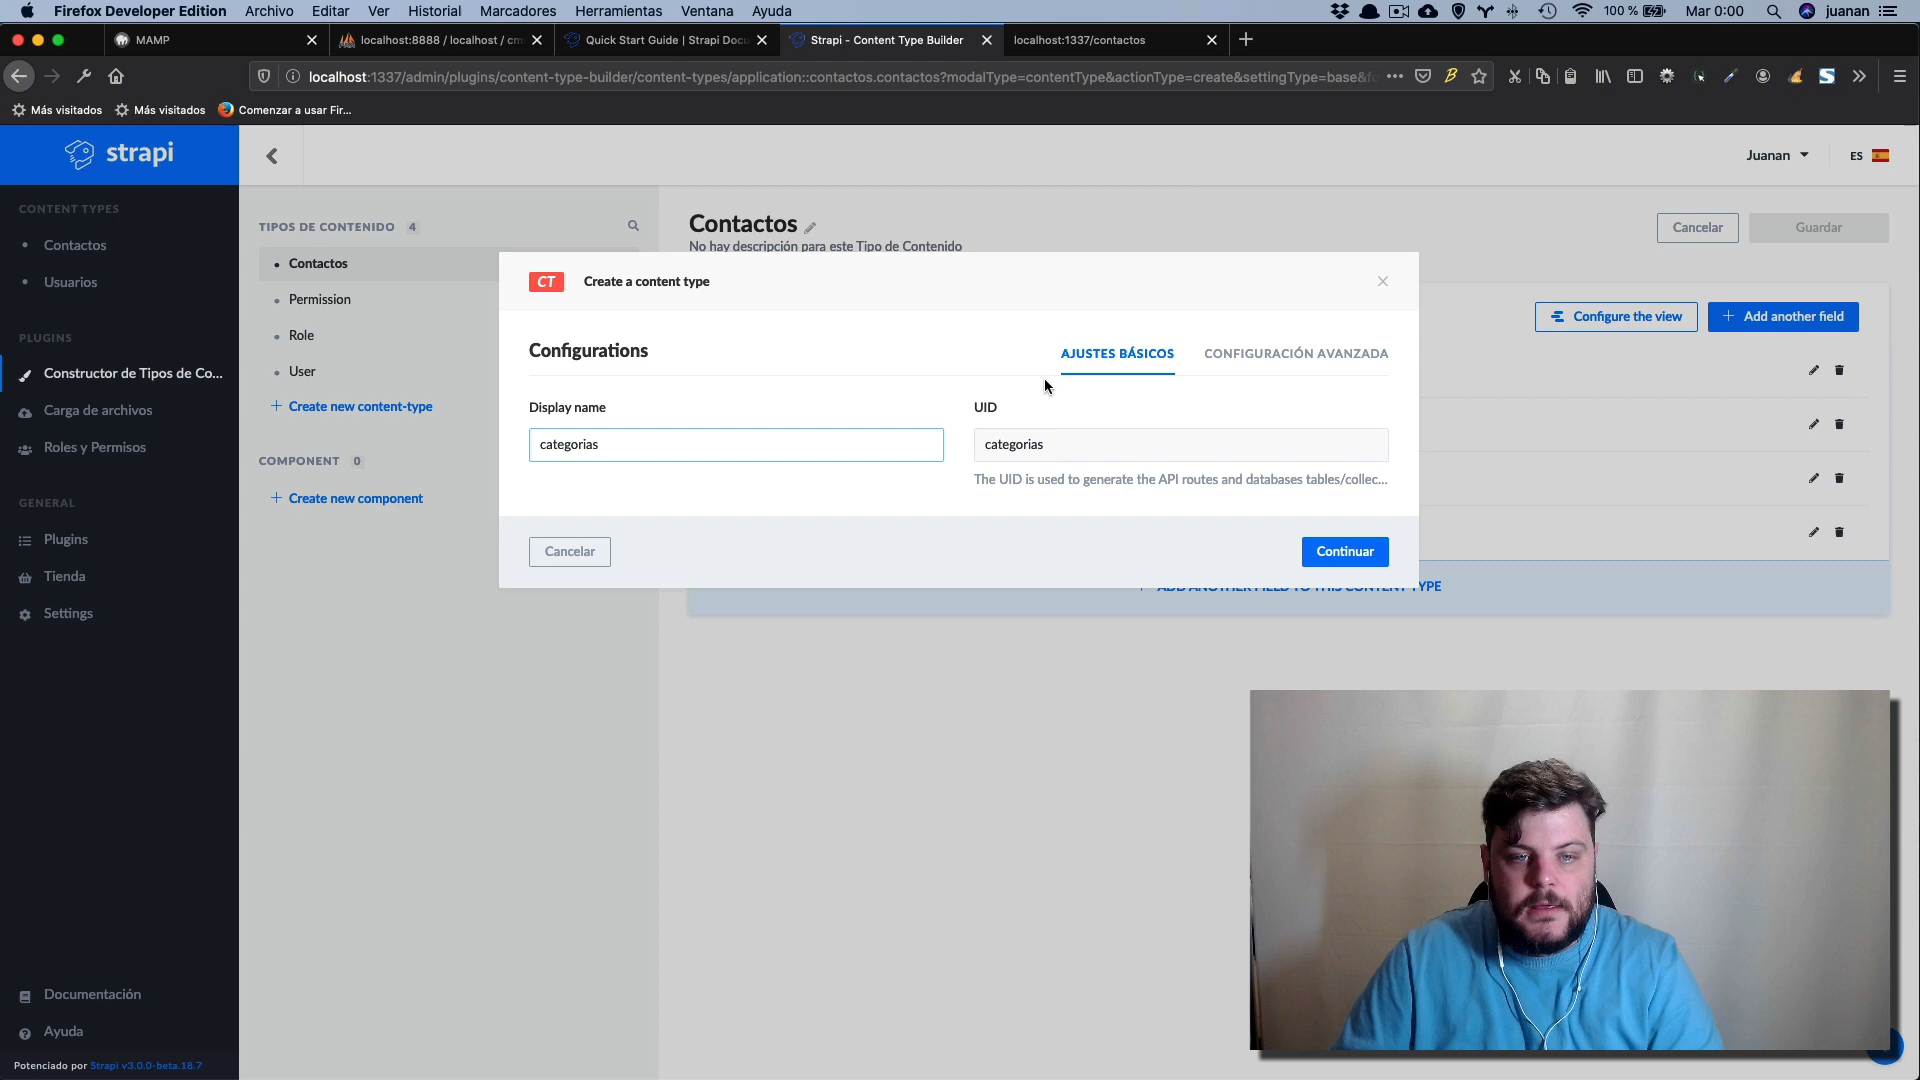 Firefox Developer Edition Archivo Editar Ver Historial Marcadores Herramientas Ventana Ayuda
100 % Mar 0:00 juanan
MAMP
localhost:8888 / localhost / cm
Quick Start Guide | Strapi Docu
Strapi - Content Type Builder
localhost:1337/contactos
localhost:1337/admin/plugins/content-type-builder/content-types/application::contactos.contactos?modalType=contentType&actionType=create&settingType=base&fo
Más visitados Más visitados Comenzar a usar Fir...
strapi
Juanan ES
CONTENT TYPES
Contactos
Usuarios
PLUGINS
Constructor de Tipos de Co...
Carga de archivos
Roles y Permisos
GENERAL
Plugins
Tienda
Settings
Documentación
Ayuda
Potenciado por Strapi v3.0.0-beta.18.7
TIPOS DE CONTENIDO 4
Contactos
Permission
Role
User
+ Create new content-type
COMPONENT 0
+ Create new component
Contactos
No hay descripción para este Tipo de Contenido
Cancelar Guardar
Configure the view
+ Add another field
CT Create a content type
Configurations
AJUSTES BÁSICOS CONFIGURACIÓN AVANZADA
Display name
categorias
UID
categorias
The UID is used to generate the API routes and databases tables/collec...
Cancelar Continuar
ADD ANOTHER FIELD TO THIS CONTENT TYPE